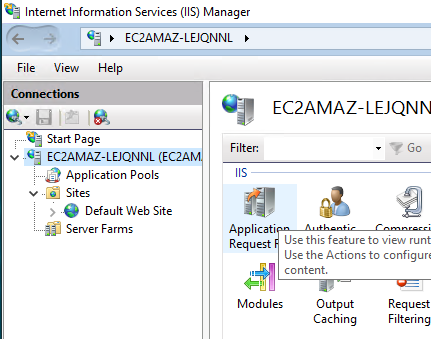 Internet Information Services (IIS) Manager
EC2AMAZ-LEJQNNL
File View Help
Connections
Start Page
EC2AMAZ-LEJQNNL (EC2AM
Application Pools
Sites
Default Web Site
Server Farms
EC2AMAZ-LEJQNNL
Filter: Go
IIS
Application
Request
Authentic
Compress
Use this feature to view runt
Use the Actions to configure
content.
Modules
Output
Caching
Request
Filtering